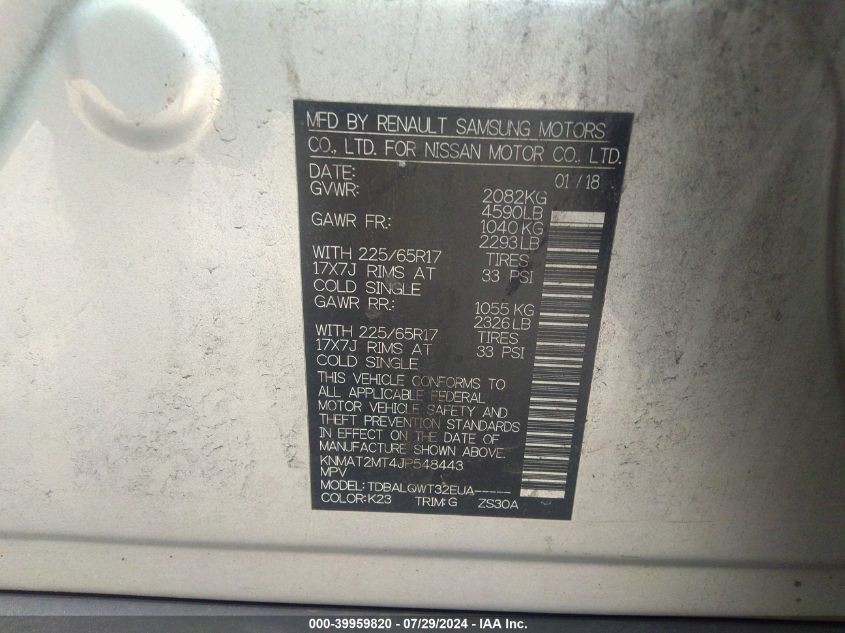 MFD BY RENAULT SAMSUNG MOTORS
CO., LTD. FOR NISSAN MOTOR CO., LTD.
DATE: 01/18
GVWR: 2082KG
4590LB
GAWR FR: 1040KG
2293LB
WITH 225/65R17 TIRES
17X7J RIMS AT 33 PSI
COLD SINGLE
GAWR RR: 1055KG
2326LB
WITH 225/65R17 TIRES
17X7J RIMS AT 33 PSI
COLD SINGLE
THIS VEHICLE CONFORMS TO
ALL APPLICABLE FEDERAL
MOTOR VEHICLE SAFETY AND
THEFT PREVENTION STANDARDS
IN EFFECT ON THE DATE OF
MANUFACTURE SHOWN ABOVE.
KNMAT2MT4JP548443
MPV
MODEL: TDBALQWT32EUA-----
COLOR:K23 TRIM:G ZS30A
000-39959820 - 07/29/2024 - IAA Inc.